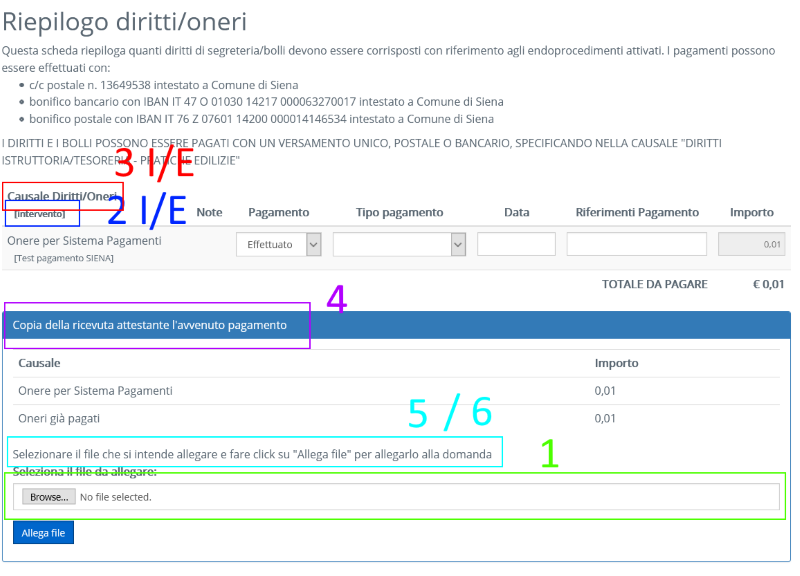 Riepilogo diritti/oneri
Questa scheda riepiloga quanti diritti di segreteria/bolli devono essere corrisposti con riferimento agli endoprocedimenti attivati. I pagamenti possono
essere effettuati con:
• c/c postale n. 13649538 intestato a Comune di Siena
• bonifico bancario con IBAN IT 47 O 01030 14217 000063270017 intestato a Comune di Siena
• bonifico postale con IBAN IT 76 Z 07601 14200 000014146534 intestato a Comune di Siena
I DIRITTI E I BOLLI POSSONO ESSERE PAGATI CON UN VERSAMENTO UNICO, POSTALE O BANCARIO, SPECIFICANDO NELLA CAUSALE "DIRITTI
ISTRUTTORIA/TESORERIA - PRATICHE EDILIZIE"
3 I/E
Causale Diritti/Oneri
[intervento]
2 I/E
Note Pagamento Tipo pagamento Data Riferimenti Pagamento Importo
Onere per Sistema Pagamenti
[Test pagamento SIENA]
Effettuato
0.01
TOTALE DA PAGARE € 0,01
4
Copia della ricevuta attestante l'avvenuto pagamento
Causale Importo
Onere per Sistema Pagamenti 0,01
Oneri già pagati 0,01
5 / 6
Selezionare il file che si intende allegare e fare click su "Allega file" per allegarlo alla domanda
1
Seleziona il file da allegare:
Browse... No file selected.
Allega file